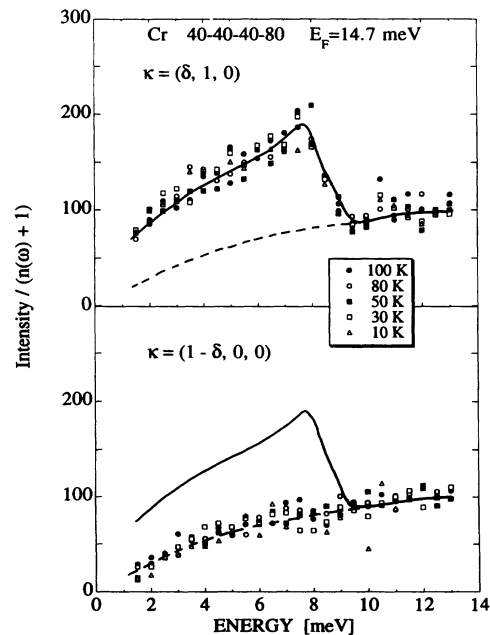 Cr 40-40-40-80 E_F=14.7 meV
κ = (δ, 1, 0)
300
200
100
0
100 K
80 K
50 K
30 K
10 K
Intensity / (n(ω) + 1)
κ = (1 - δ, 0, 0)
200
100
0
0 2 4 6 8 10 12 14
ENERGY [meV]